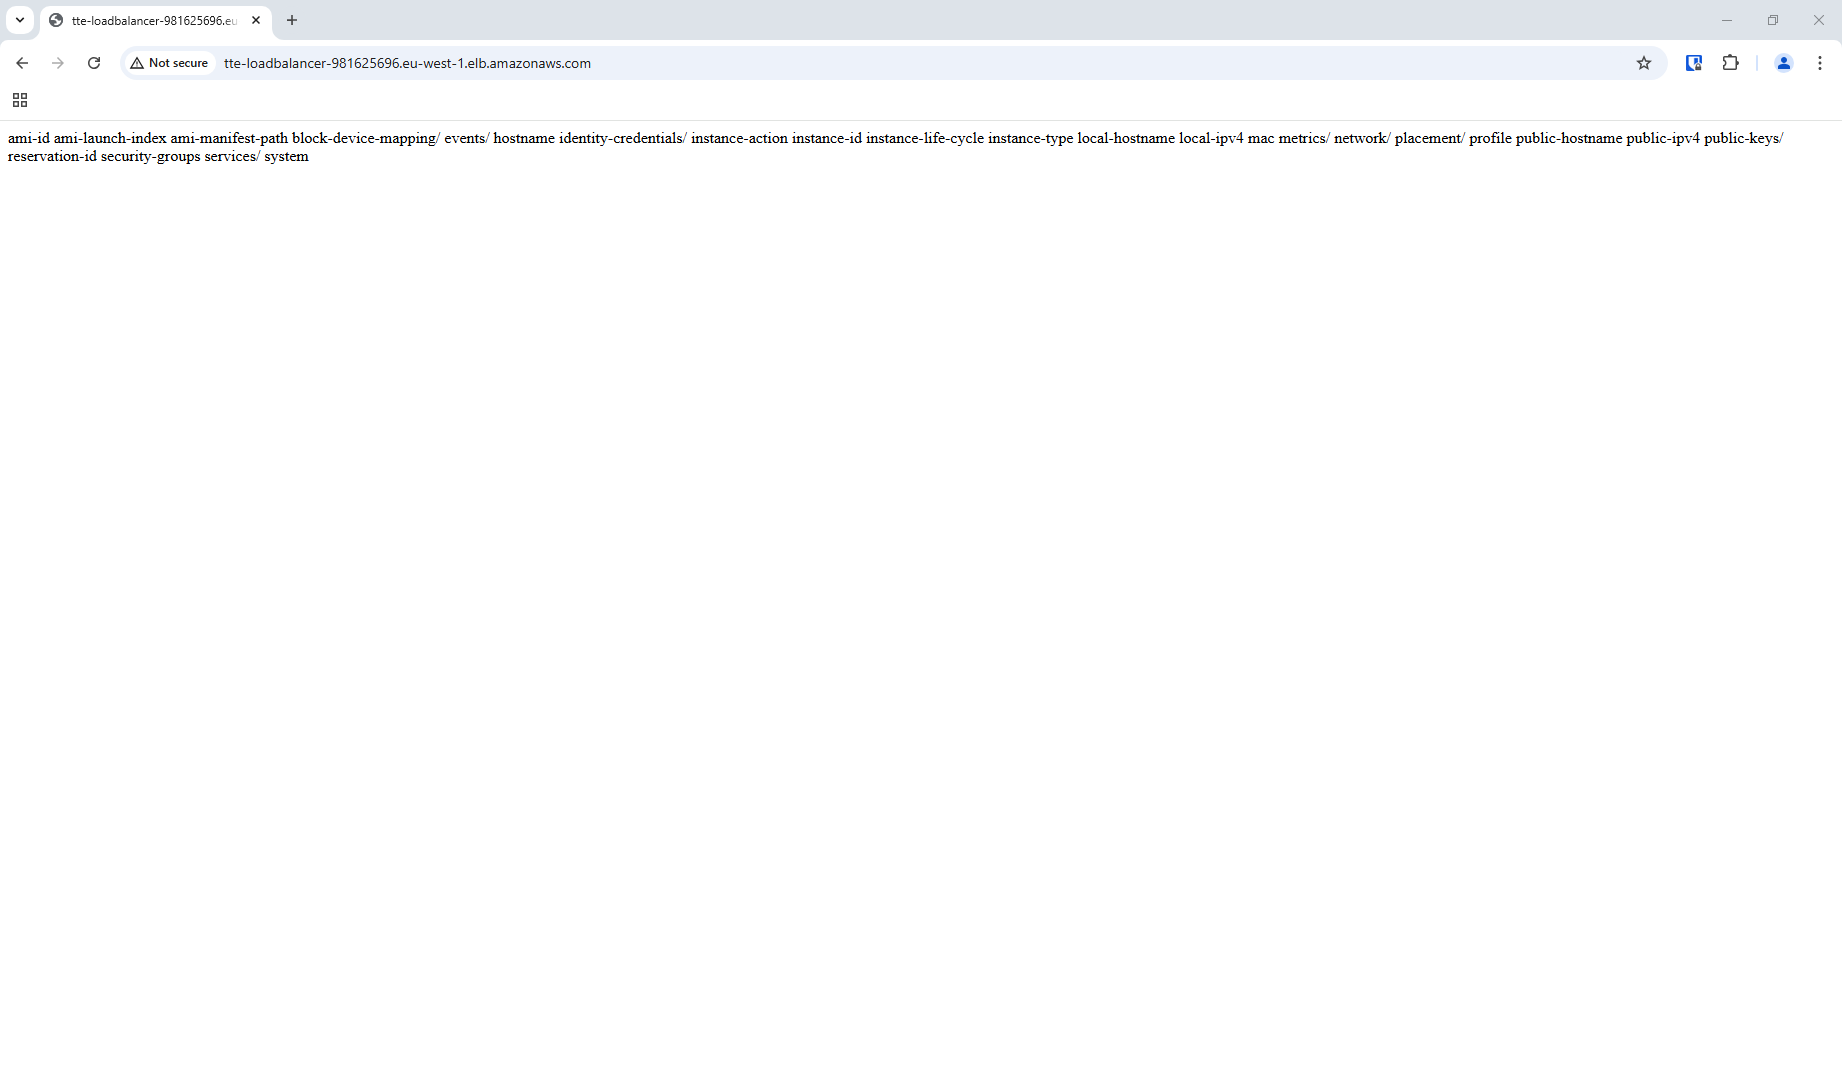 tte-loadbalancer-981625696.eu
Not secure
tte-loadbalancer-981625696.eu-west-1.elb.amazonaws.com
ami-id ami-launch-index ami-manifest-path block-device-mapping/ events/ hostname identity-credentials/ instance-action instance-id instance-life-cycle instance-type local-hostname local-ipv4 mac metrics/ network/ placement/ profile public-hostname public-ipv4 public-keys/
reservation-id security-groups services/ system